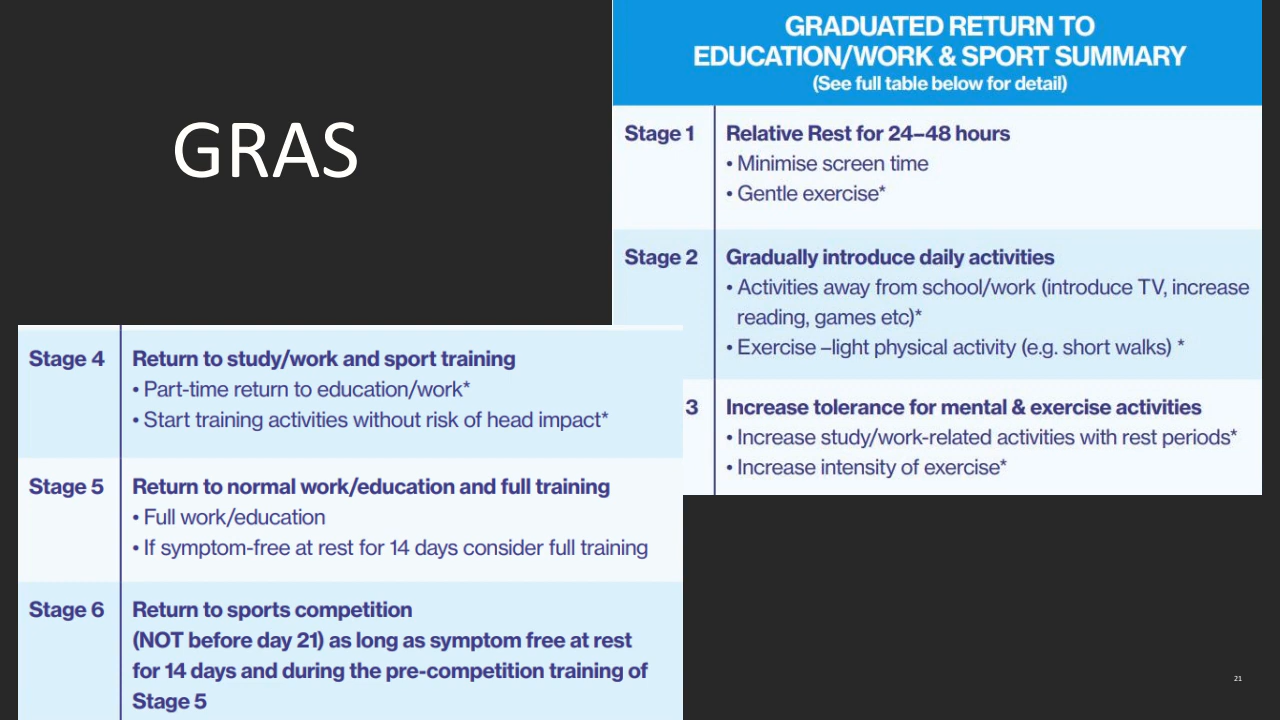 GRAS
GRADUATED RETURN TO
EDUCATION/WORK & SPORT SUMMARY
(See full table below for detail)
Stage 1
Relative Rest for 24–48 hours
• Minimise screen time
• Gentle exercise*
Stage 2
Gradually introduce daily activities
• Activities away from school/work (introduce TV, increase
reading, games etc)*
• Exercise –light physical activity (e.g. short walks) *
3
Increase tolerance for mental & exercise activities
• Increase study/work-related activities with rest periods*
• Increase intensity of exercise*
Stage 4
Return to study/work and sport training
• Part-time return to education/work*
• Start training activities without risk of head impact*
Stage 5
Return to normal work/education and full training
• Full work/education
• If symptom-free at rest for 14 days consider full training
Stage 6
Return to sports competition
(NOT before day 21) as long as symptom free at rest
for 14 days and during the pre-competition training of
Stage 5
21